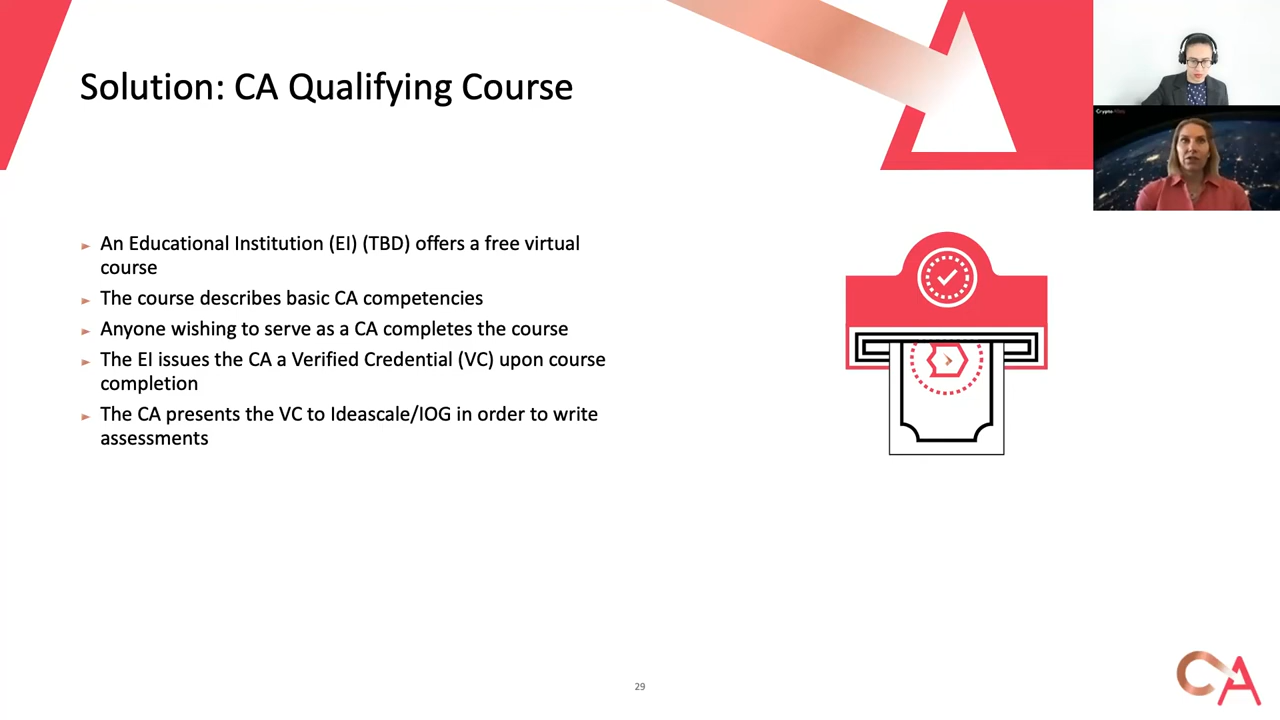 Solution: CA Qualifying Course
An Educational Institution (EI) (TBD) offers a free virtual
course
The course describes basic CA competencies
Anyone wishing to serve as a CA completes the course
The EI issues the CA a Verified Credential (VC) upon course
completion
The CA presents the VC to Ideascale/IOG in order to write
assessments
29
CA